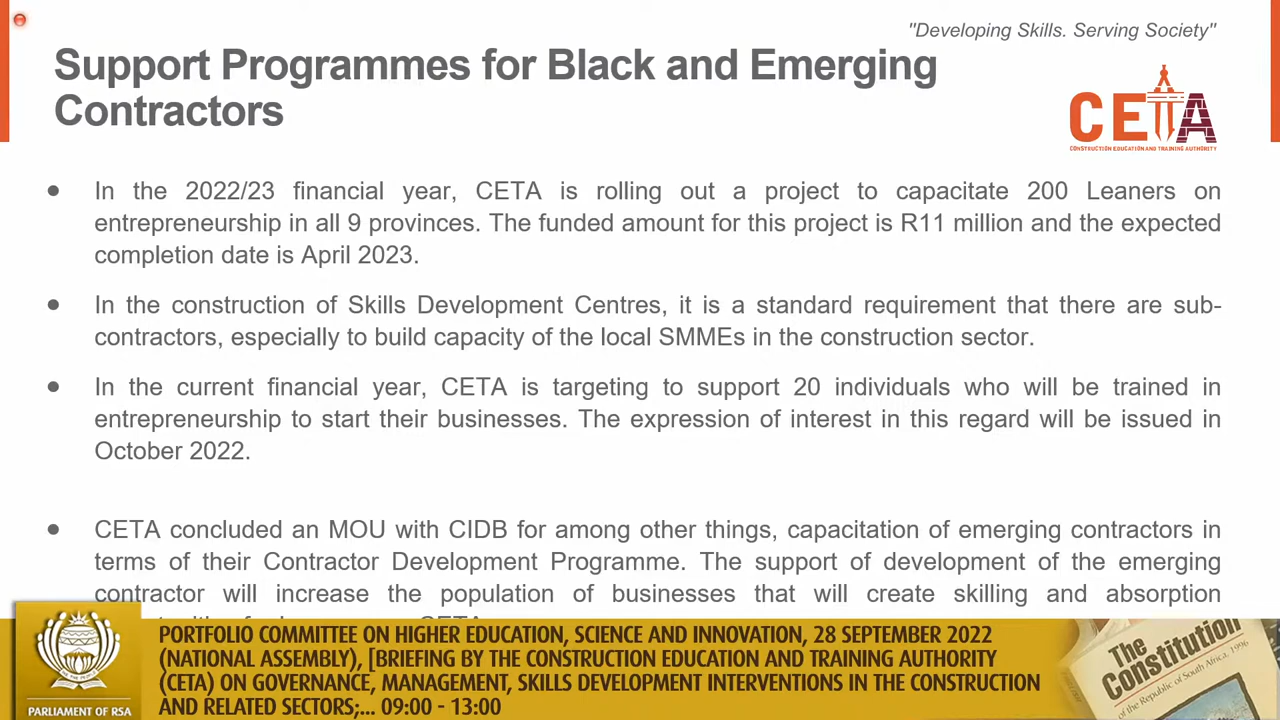 "Developing Skills. Serving Society"
Support Programmes for Black and Emerging
Contractors
CETA
CONSTRUCTION EDUCATION AND TRAINING AUTHORITY
● In the 2022/23 financial year, CETA is rolling out a project to capacitate 200 Leaners on
entrepreneurship in all 9 provinces. The funded amount for this project is R11 million and the expected
completion date is April 2023.
● In the construction of Skills Development Centres, it is a standard requirement that there are sub-
contractors, especially to build capacity of the local SMMEs in the construction sector.
● In the current financial year, CETA is targeting to support 20 individuals who will be trained in
entrepreneurship to start their businesses. The expression of interest in this regard will be issued in
October 2022.
● CETA concluded an MOU with CIDB for among other things, capacitation of emerging contractors in
terms of their Contractor Development Programme. The support of development of the emerging
contractor will increase the population of businesses that will create skilling and absorption
CETA
PORTFOLIO COMMITTEE ON HIGHER EDUCATION, SCIENCE AND INNOVATION, 28 SEPTEMBER 2022
(NATIONAL ASSEMBLY), [BRIEFING BY THE CONSTRUCTION EDUCATION AND TRAINING AUTHORITY
(CETA) ON GOVERNANCE, MANAGEMENT, SKILLS DEVELOPMENT INTERVENTIONS IN THE CONSTRUCTION
AND RELATED SECTORS;... 09:00 - 13:00
PARLIAMENT OF RSA
The
Constitution
of the Republic of South Africa, 1996